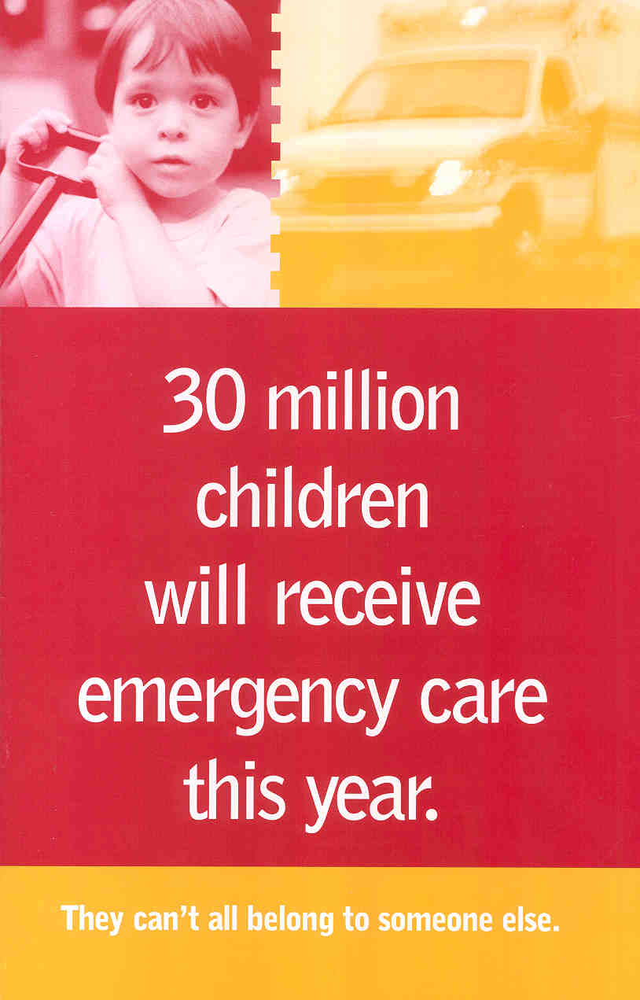 30 million
children
will receive
emergency care
this year.
They can't all belong to someone else.